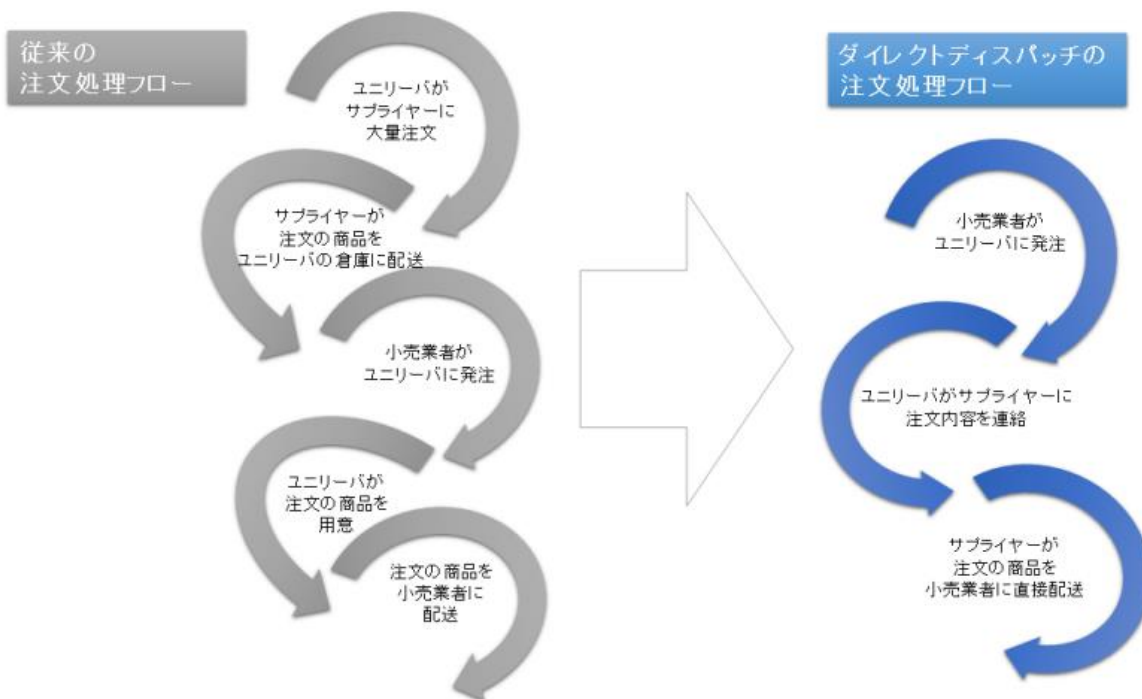 従来の
注文処理フロー
ユニリーバが
サプライヤーに
大量注文
サプライヤーが
注文の商品を
ユニリーバの倉庫に配送
小売業者が
ユニリーバに発注
ユニリーバが
注文の商品を
用意
注文の商品を
小売業者に
配送
ダイレクトディスパッチの
注文処理フロー
小売業者が
ユニリーバに発注
ユニリーバがサプライヤーに
注文内容を連絡
サプライヤーが
注文の商品を
小売業者に直接配送